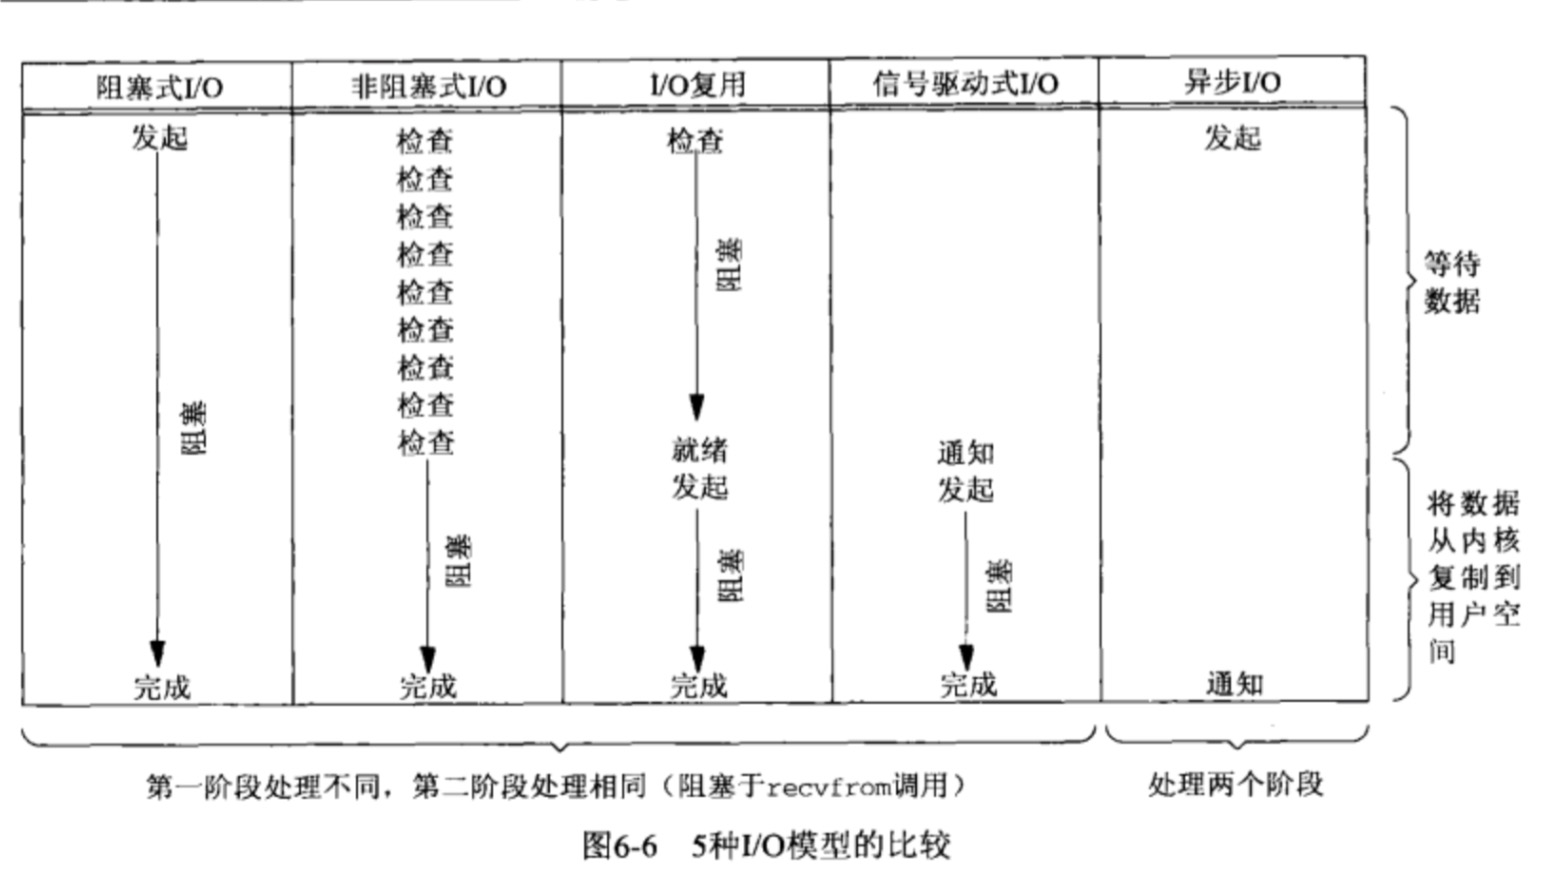 阻塞式I/O 非阻塞式I/O I/O复用 信号驱动式I/O 异步I/O
发起 检查 检查 发起
检查
检查
检查
检查
检查
检查
检查
检查
阻塞
阻塞
就绪 通知
发起 发起
阻塞 阻塞 阻塞
完成 完成 完成 完成 通知
等待
数据
将数据
从内核
复制到
用户空
间
第一阶段处理不同，第二阶段处理相同（阻塞于recvfrom调用） 处理两个阶段
图6-6 5种I/O模型的比较